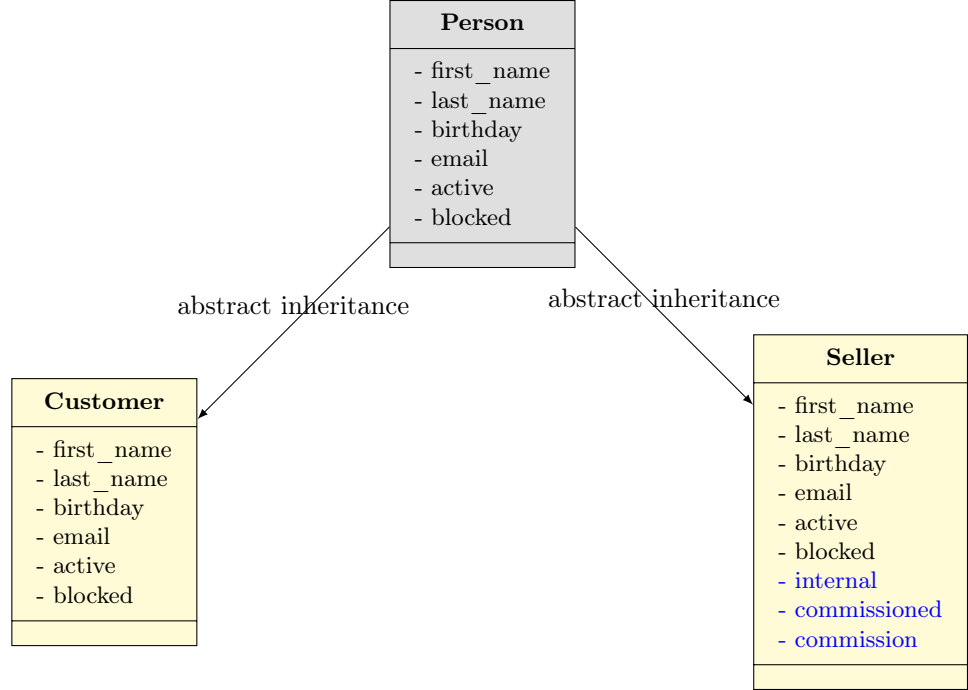 Person
- first_name
- last_name
- birthday
- email
- active
- blocked
abstract inheritance
abstract inheritance
Customer
- first_name
- last_name
- birthday
- email
- active
- blocked
Seller
- first_name
- last_name
- birthday
- email
- active
- blocked
- internal
- commissioned
- commission